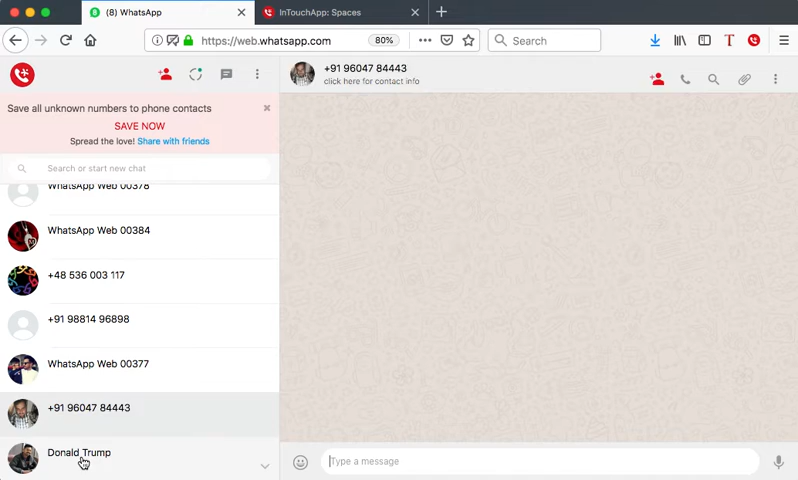 (8) WhatsApp
InTouchApp: Spaces
https://web.whatsapp.com
80%
Search
+91 96047 84443
click here for contact info
Save all unknown numbers to phone contacts
SAVE NOW
Spread the love! Share with friends
Search or start new chat
WhatsApp Web 00378
WhatsApp Web 00384
+48 536 003 117
+91 98814 96898
WhatsApp Web 00377
+91 96047 84443
Donald Trump
Type a message